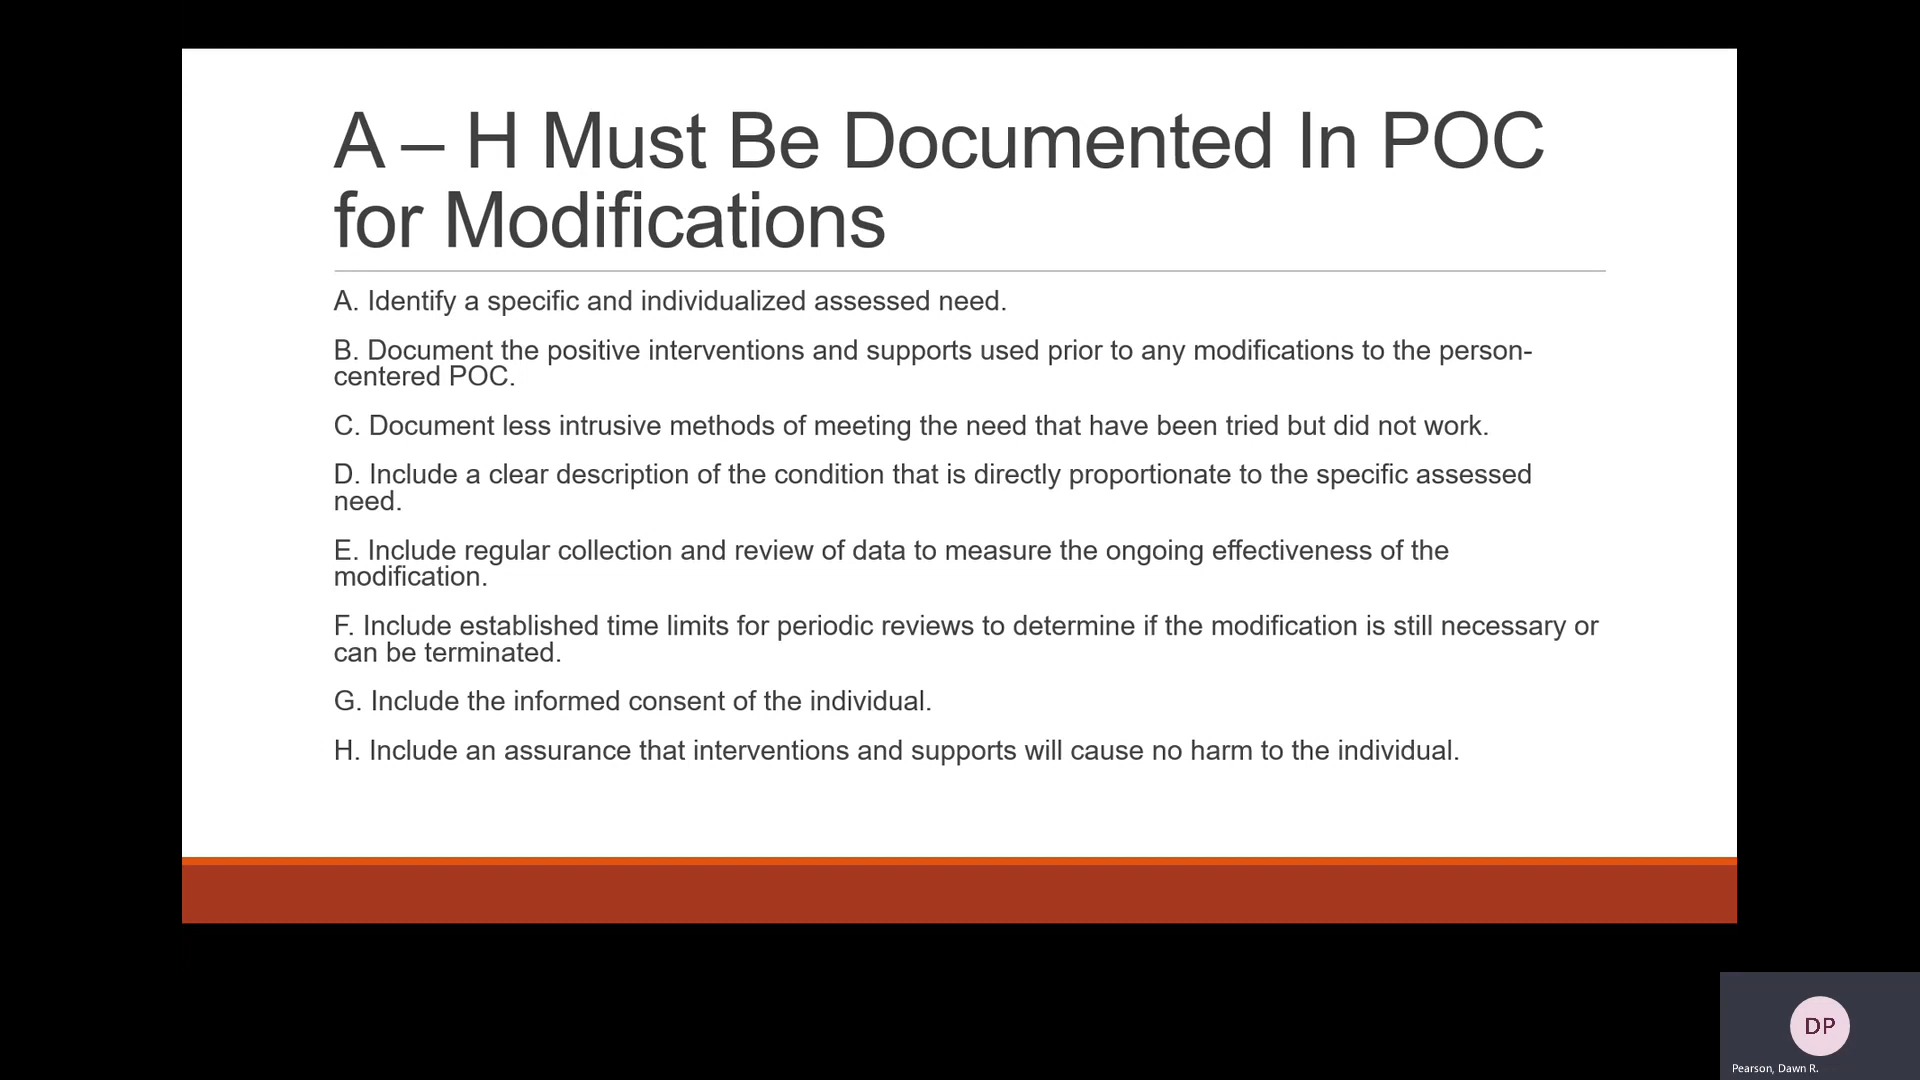 A – H Must Be Documented In POC
for Modifications
A. Identify a specific and individualized assessed need.
B. Document the positive interventions and supports used prior to any modifications to the person-
centered POC.
C. Document less intrusive methods of meeting the need that have been tried but did not work.
D. Include a clear description of the condition that is directly proportionate to the specific assessed
need.
E. Include regular collection and review of data to measure the ongoing effectiveness of the
modification.
F. Include established time limits for periodic reviews to determine if the modification is still necessary or
can be terminated.
G. Include the informed consent of the individual.
H. Include an assurance that interventions and supports will cause no harm to the individual.
DP
Pearson, Dawn R.